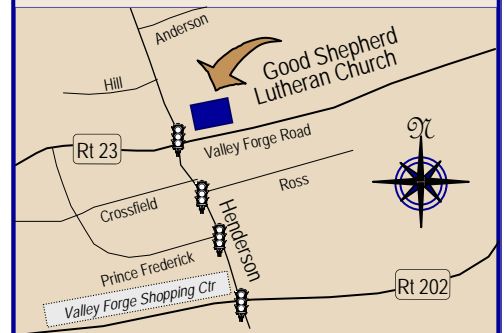 Anderson
Good Shepherd
Lutheran Church
Hill
N
Rt 23
Valley Forge Road
Ross
Crossfield
Henderson
Prince Frederick
Valley Forge Shopping Ctr
Rt 202